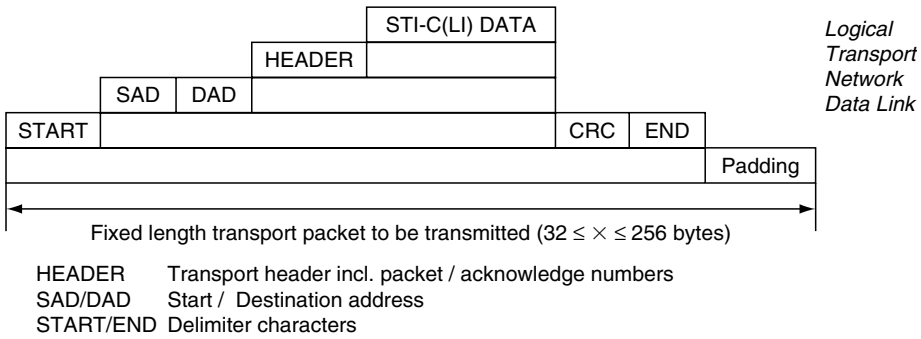 STI-C(LI) DATA
Logical
HEADER
Transport
SAD DAD
Network
Data Link
START CRC END
Padding
Fixed length transport packet to be transmitted (32 ≤ × ≤ 256 bytes)
HEADER Transport header incl. packet / acknowledge numbers
SAD/DAD Start / Destination address
START/END Delimiter characters